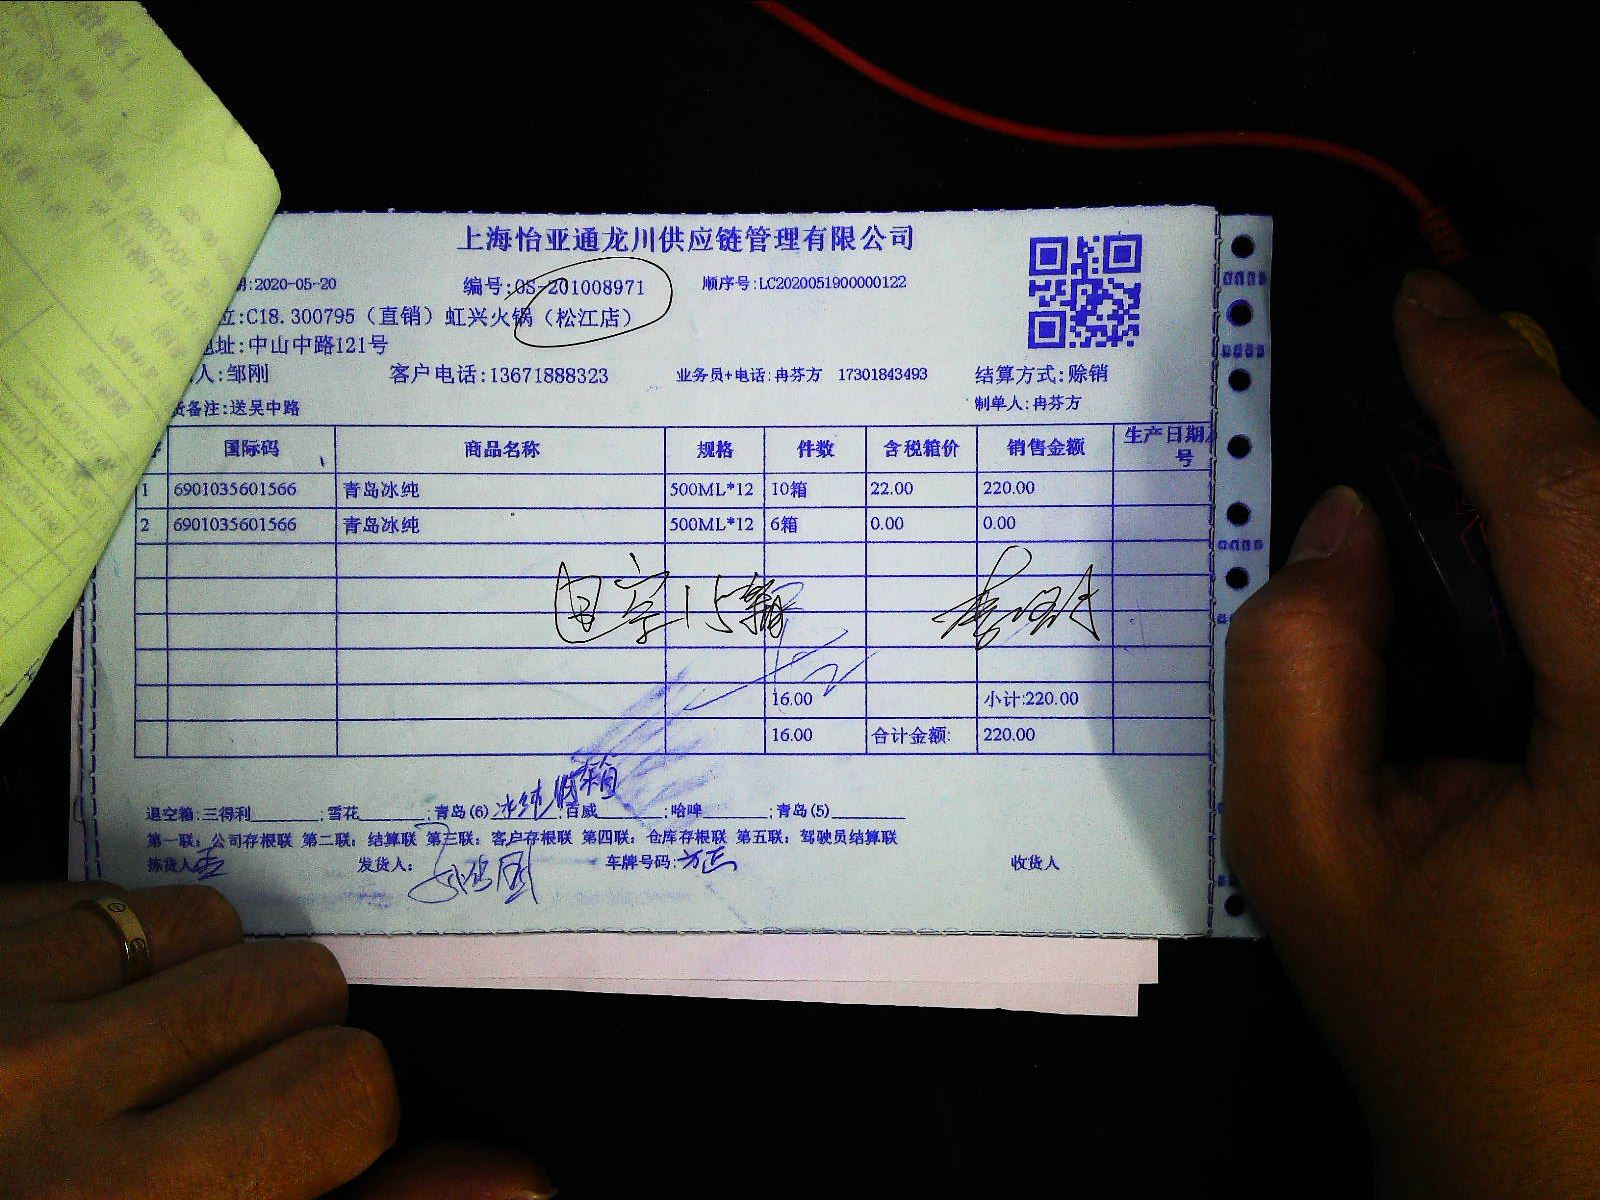 上海怡亚通龙川供应链管理有限公司
期:2020-05-20 编号:OS-201008971 顺序号:LC2020051900000122
位:C18.300795（直销）虹兴火锅（松江店）
地址:中山中路121号
人:邹刚 客户电话:13671888323 业务员+电话:冉芬方 17301843493 结算方式:赊销
货备注:送吴中路 制单人:冉芬方
国际码 商品名称 规格 件数 含税箱价 销售金额 生产日期
号
1 6901035601566 青岛冰纯 500ML*12 10箱 22.00 220.00
2 6901035601566 青岛冰纯 500ML*12 6箱 0.00 0.00
16.00 小计:220.00
16.00 合计金额: 220.00
退空箱:三得利 ;雪花 ;青岛(6) 冰纯 箱 ;百威 ;哈啤 ;青岛(5)
第一联：公司存根联 第二联：结算联 第三联：客户存根联 第四联：仓库存根联 第五联：驾驶员结算联
拣货人 发货人: 车牌号码: 收货人